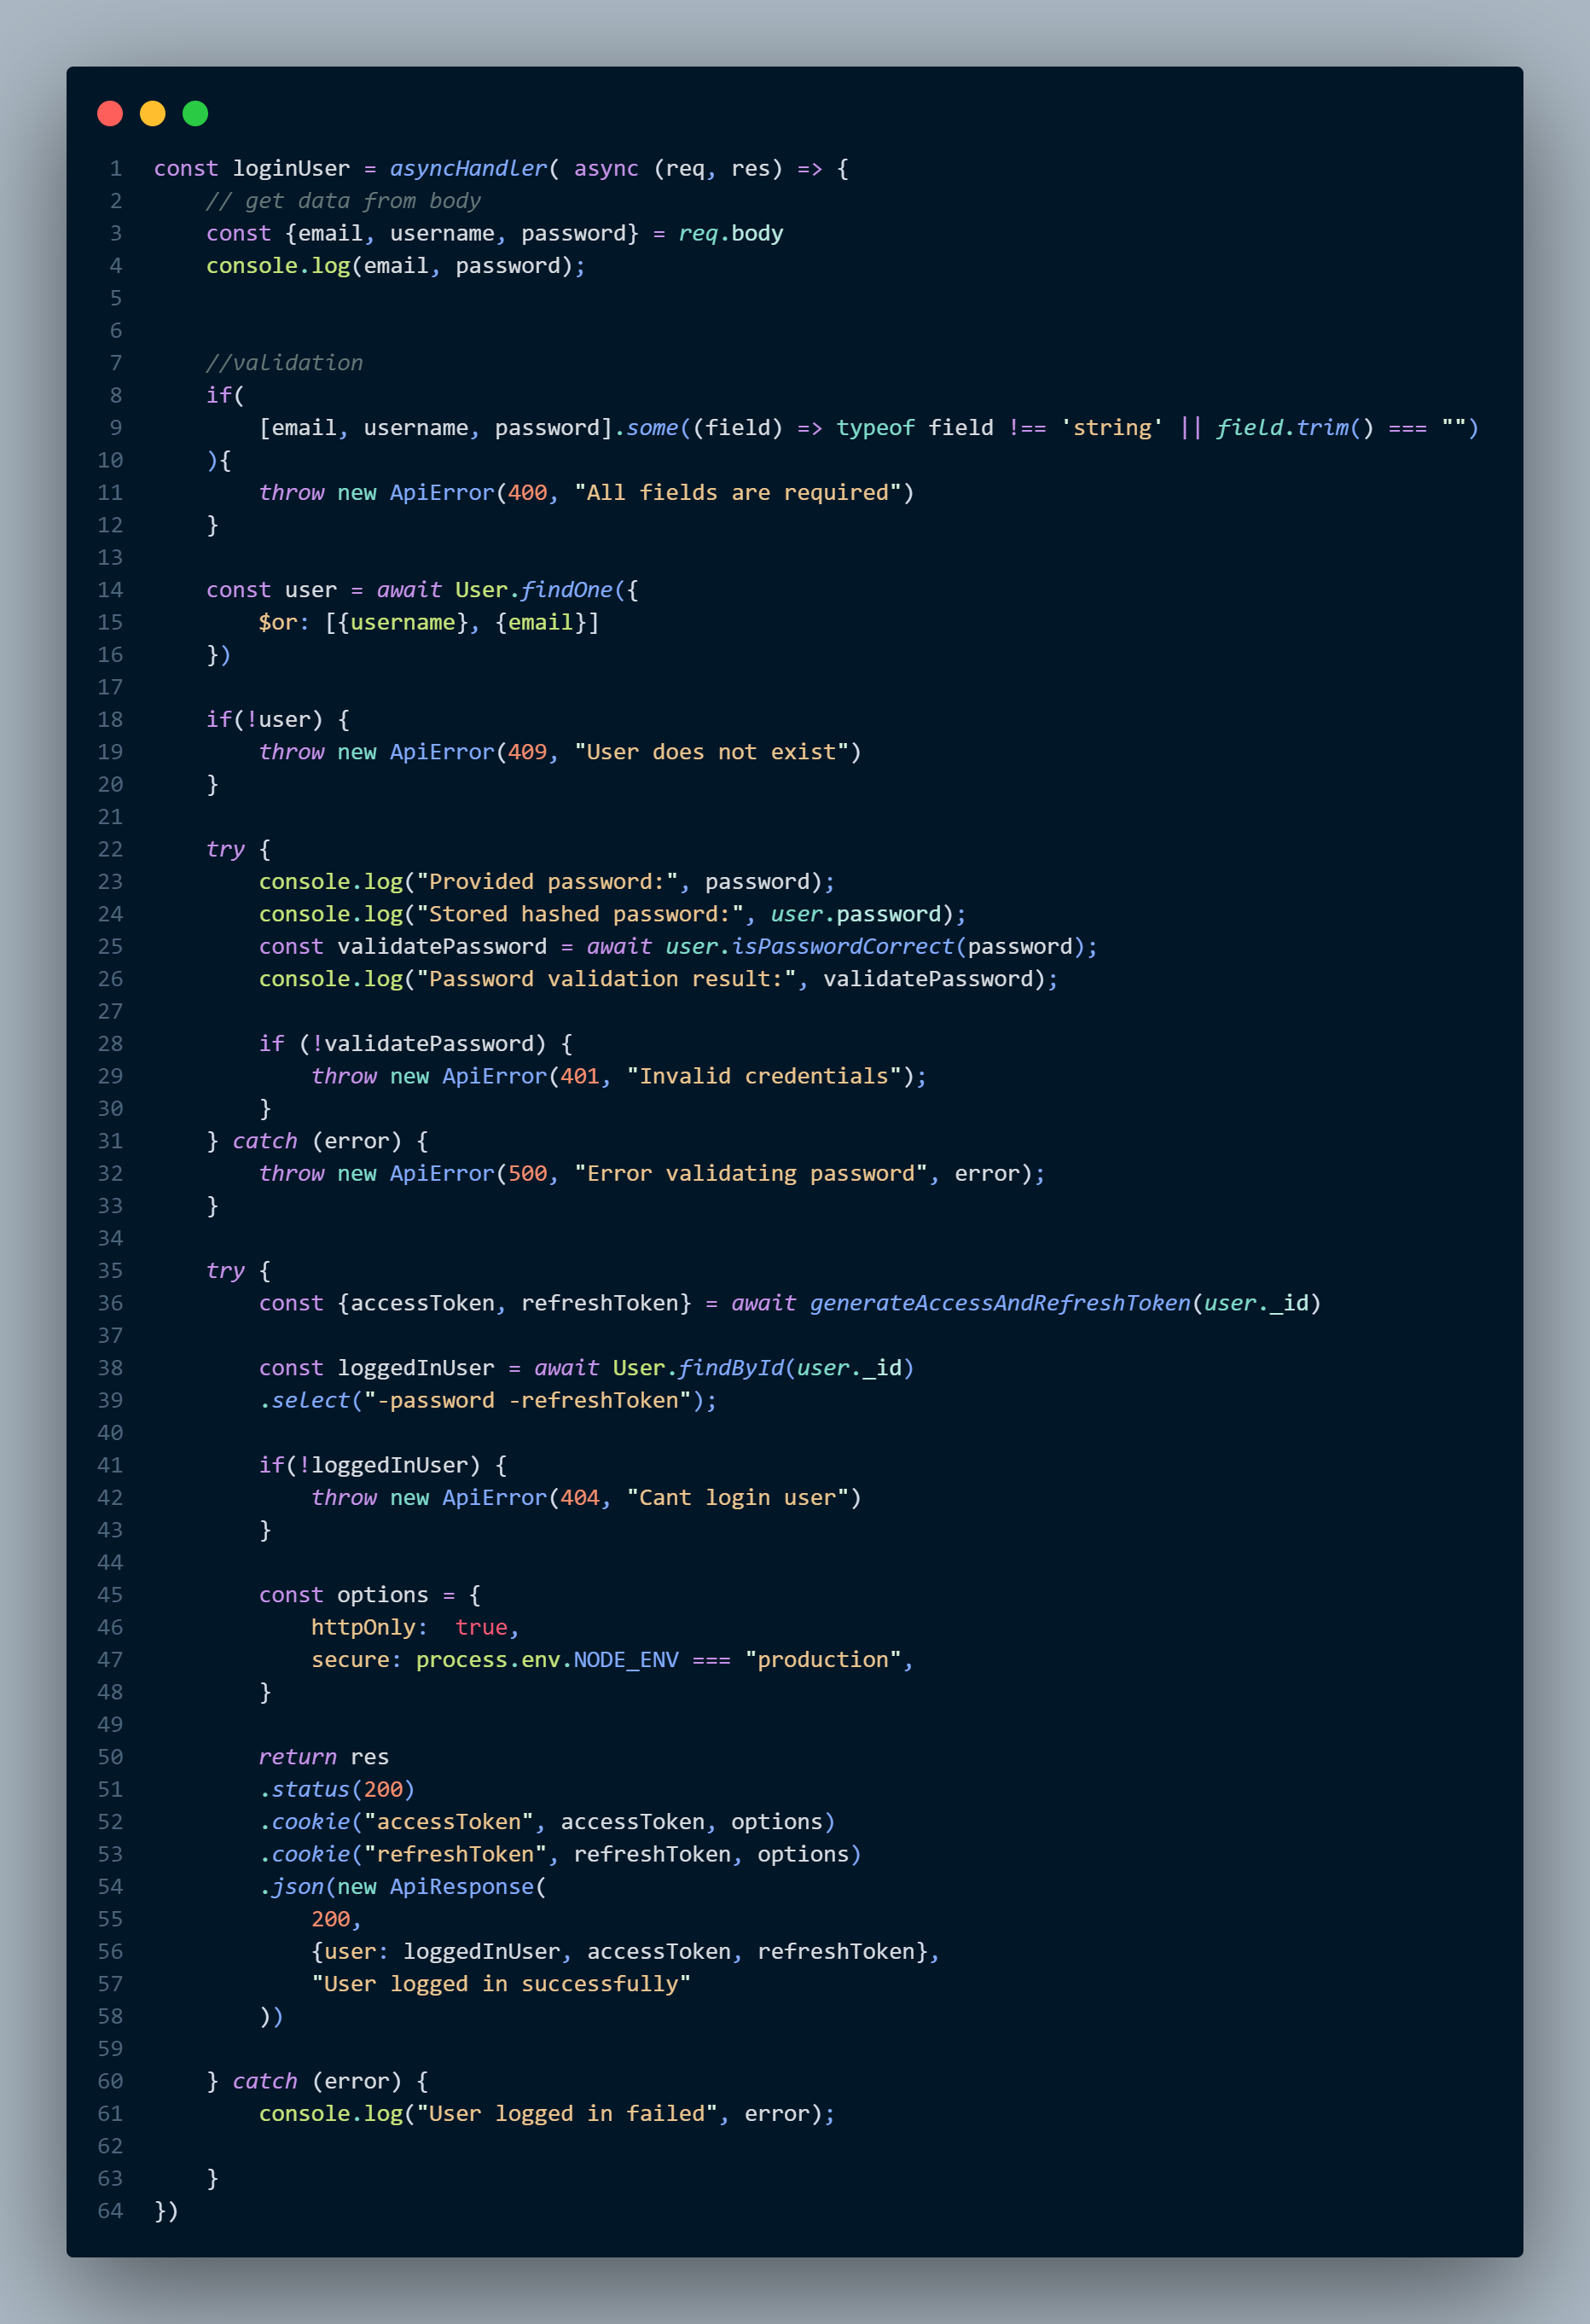 1 const loginUser = asyncHandler( async (req, res) => {
2     // get data from body
3     const {email, username, password} = req.body
4     console.log(email, password);
5
6
7     //validation
8     if(
9         [email, username, password].some((field) => typeof field !== 'string' || field.trim() === "")
10     ){
11         throw new ApiError(400, "All fields are required")
12     }
13
14     const user = await User.findOne({
15         $or: [{username}, {email}]
16     })
17
18     if(!user) {
19         throw new ApiError(409, "User does not exist")
20     }
21
22     try {
23         console.log("Provided password:", password);
24         console.log("Stored hashed password:", user.password);
25         const validatePassword = await user.isPasswordCorrect(password);
26         console.log("Password validation result:", validatePassword);
27
28         if (!validatePassword) {
29             throw new ApiError(401, "Invalid credentials");
30         }
31     } catch (error) {
32         throw new ApiError(500, "Error validating password", error);
33     }
34
35     try {
36         const {accessToken, refreshToken} = await generateAccessAndRefreshToken(user._id)
37
38         const loggedInUser = await User.findById(user._id)
39         .select("-password -refreshToken");
40
41         if(!loggedInUser) {
42             throw new ApiError(404, "Cant login user")
43         }
44
45         const options = {
46             httpOnly:  true,
47             secure: process.env.NODE_ENV === "production",
48         }
49
50         return res
51         .status(200)
52         .cookie("accessToken", accessToken, options)
53         .cookie("refreshToken", refreshToken, options)
54         .json(new ApiResponse(
55             200,
56             {user: loggedInUser, accessToken, refreshToken},
57             "User logged in successfully"
58         ))
59
60     } catch (error) {
61         console.log("User logged in failed", error);
62
63     }
64 })